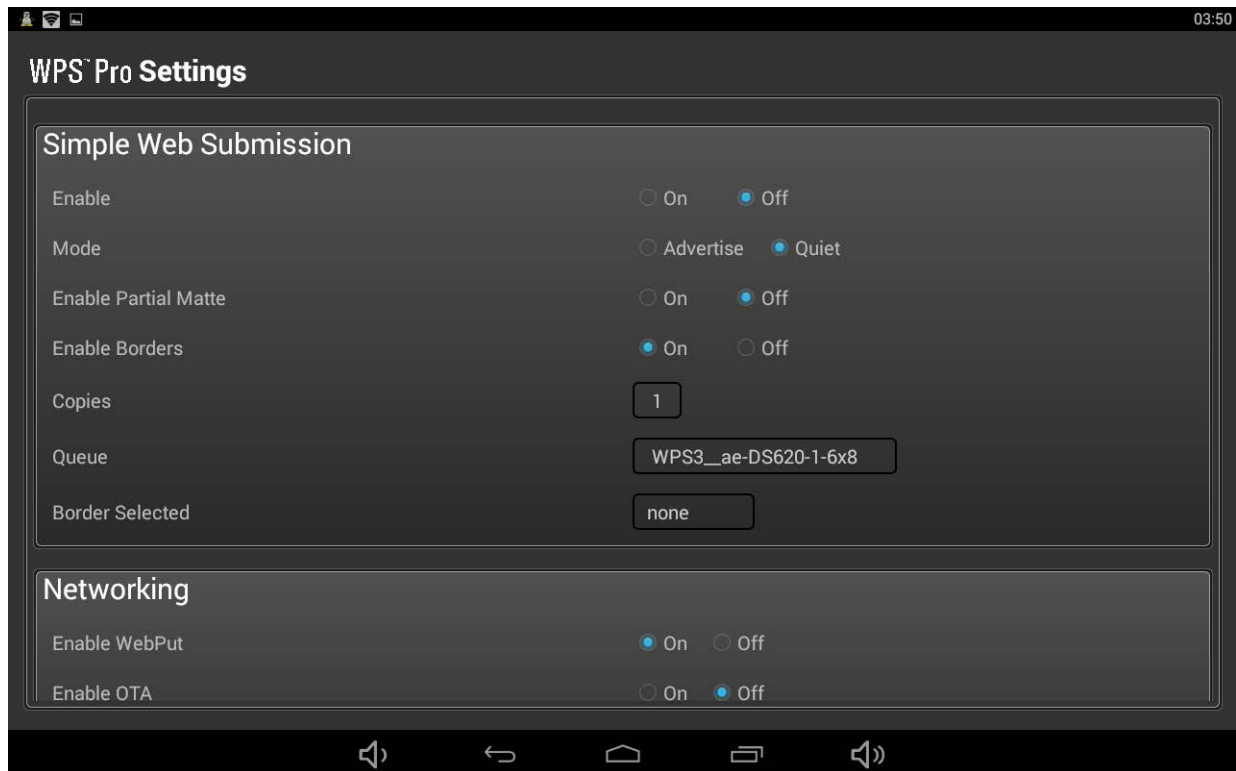 03:50
WPS™Pro Settings
Simple Web Submission
Enable On Off
Mode Advertise Quiet
Enable Partial Matte On Off
Enable Borders On Off
Copies 1
Queue WPS3__ae-DS620-1-6x8
Border Selected none
Networking
Enable WebPut On Off
Enable OTA On Off